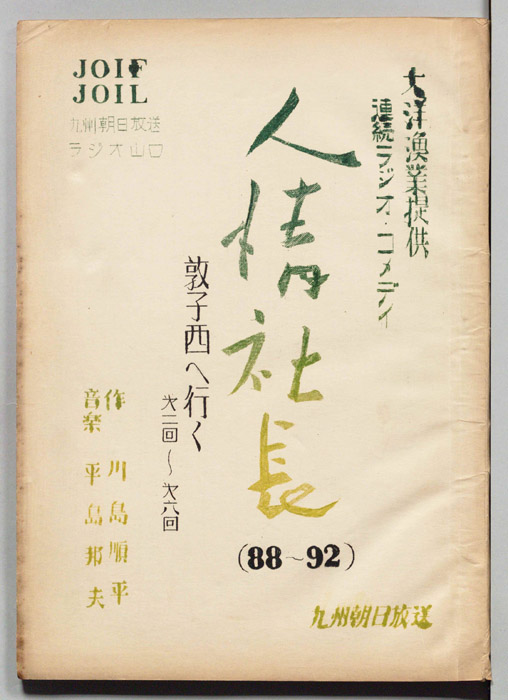 大洋漁業提供
連続ラジオ・コメディ
人情社長
(88~92)
敦子西へ行く
才二回~才六回
作 川島順平
音楽 平島邦夫
JOIF
JOIL
九州朝日放送
ラジオ山口
九州朝日放送